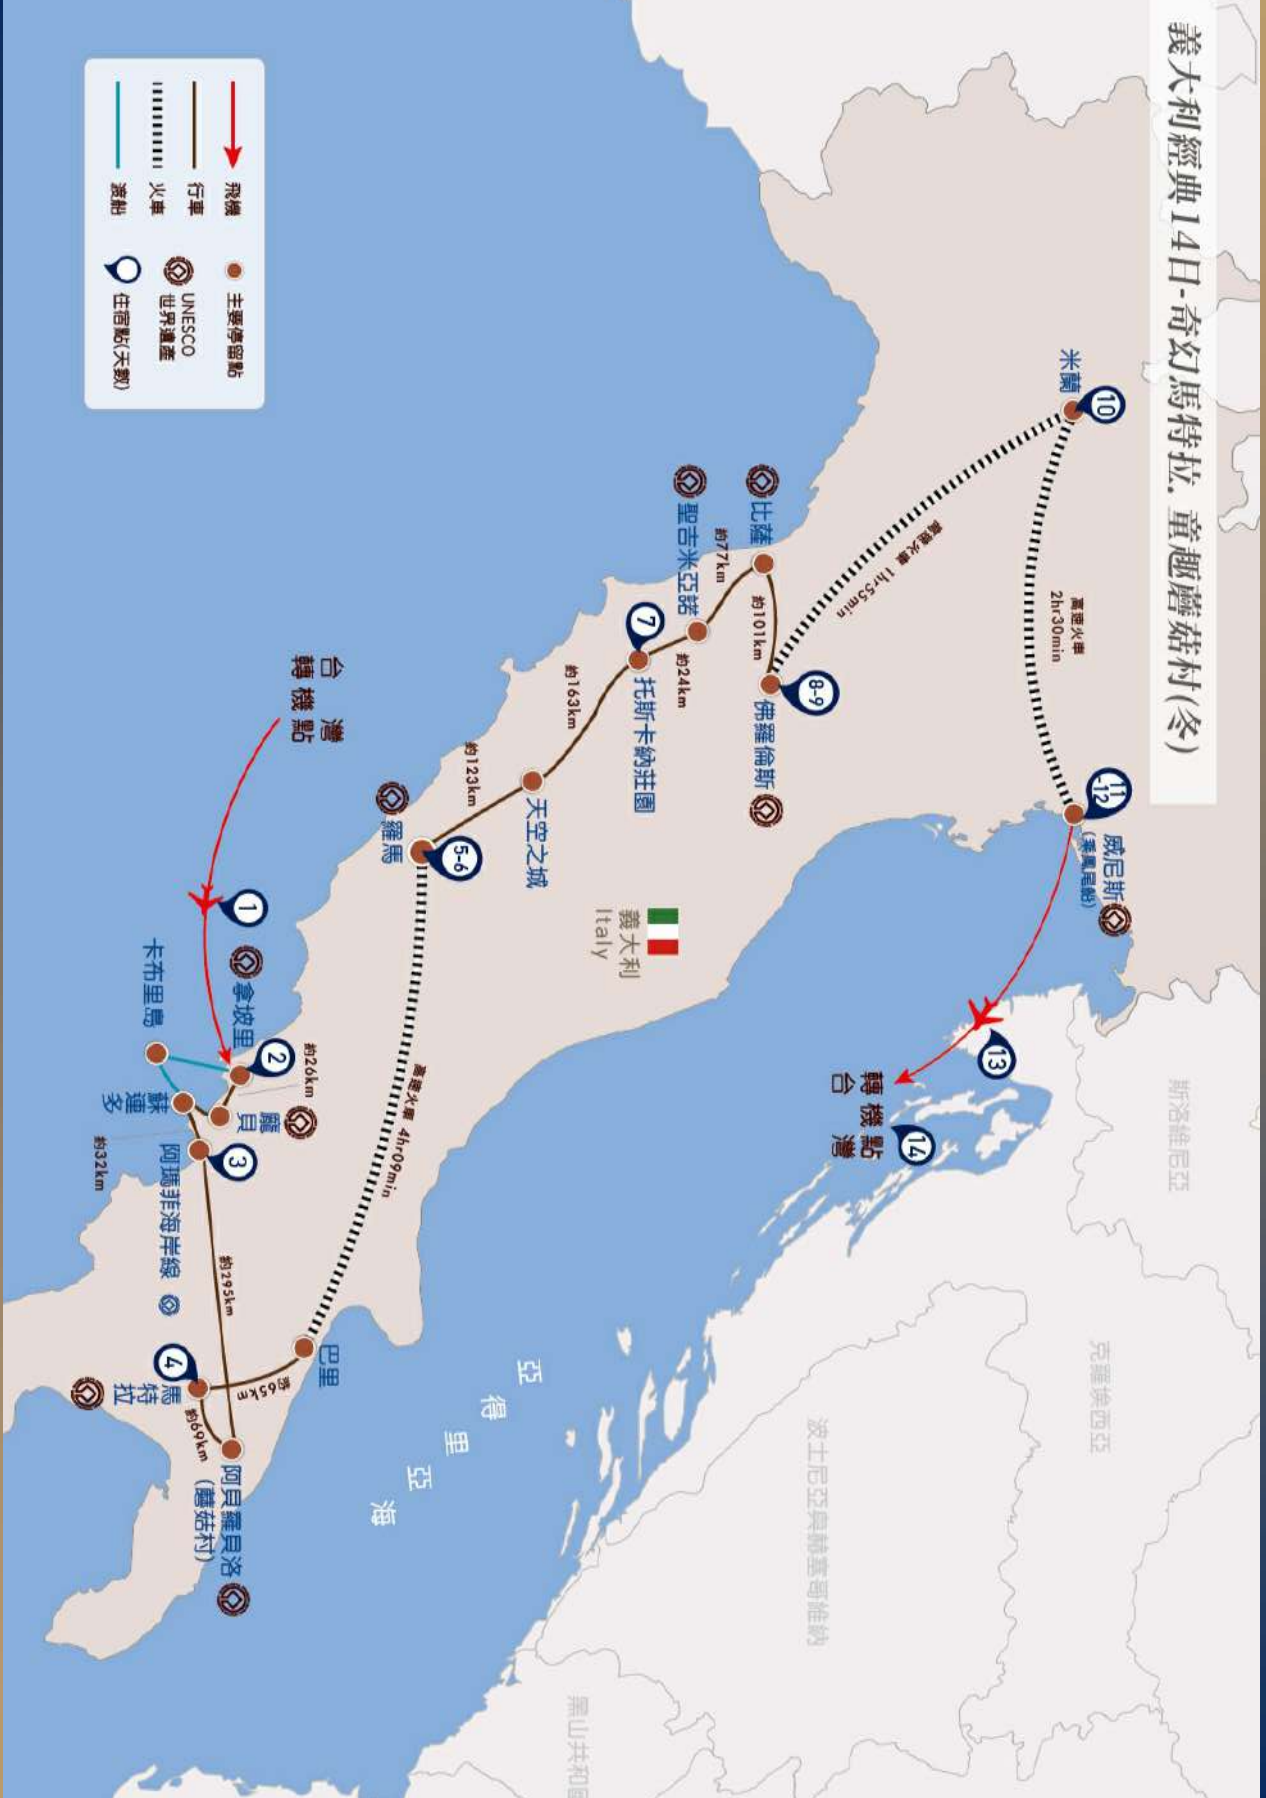 義大利經典14日-奇幻馬特拉. 童趣蘑菇村(冬)
米蘭
10
高速火車
2hr30min
11
-12
威尼斯
(乘鳳尾船)
高速火車 1hr55min
比薩
約101km
8-9
佛羅倫斯
約77km
聖吉米亞諾
約24km
7
托斯卡納莊園
約163km
天空之城
約123km
羅馬
5-6
義大利
Italy
13
轉機點
台灣
14
台灣
轉機點
1
拿坡里
2
約26km
龐貝
卡布里島
蘇連多
3
阿瑪菲海岸線
約32km
約295km
高速火車 4hr09min
巴里
約65km
4
馬特拉
約69km
阿貝羅貝洛
(蘑菇村)
亞得里亞海
斯洛維尼亞
克羅埃西亞
波士尼亞與赫塞哥維納
黑山共和國
飛機
行車
火車
渡船
主要停留點
UNESCO
世界遺產
住宿點(天數)